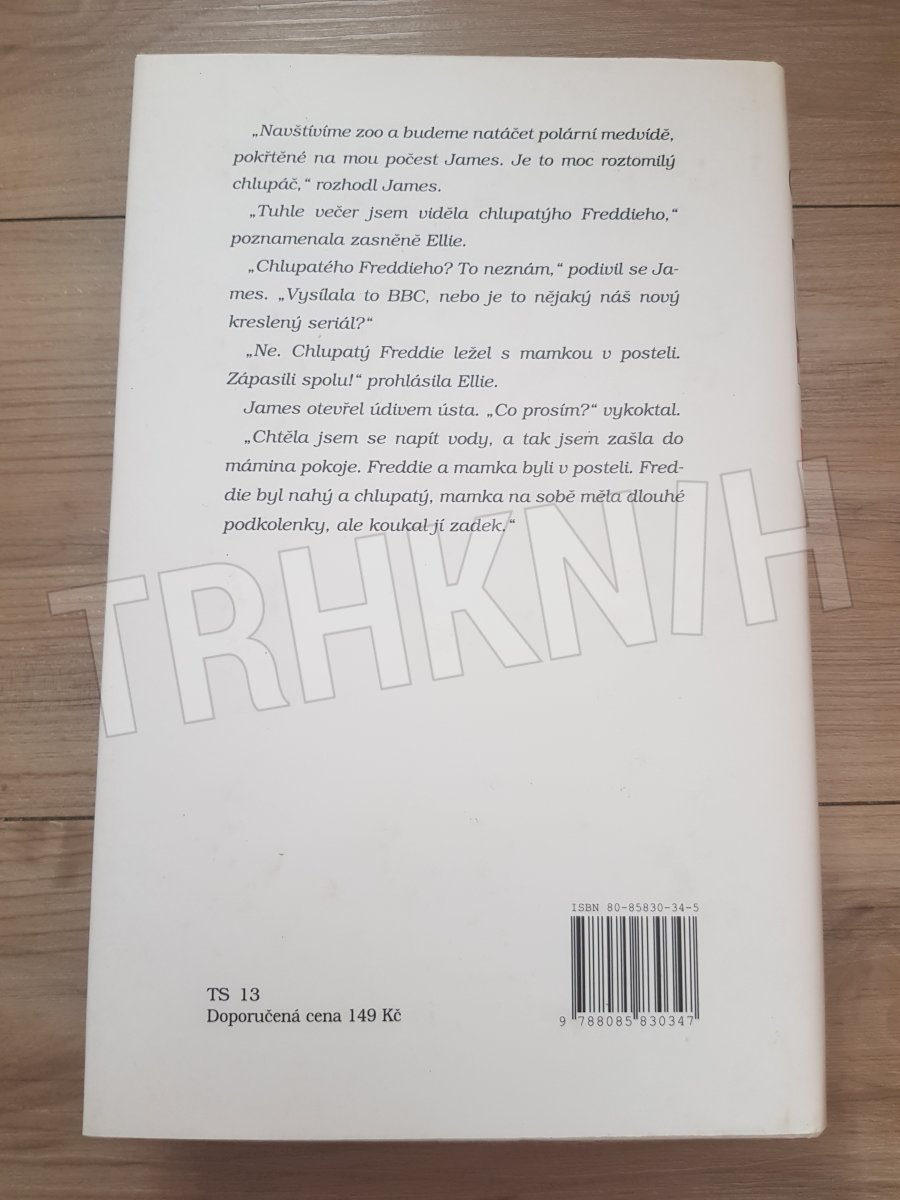 „Navštívíme zoo a budeme natáčet polární medvídě,
pokřtěné na mou počest James. Je to moc roztomilý
chlupáč,“ rozhodl James.
„Tuhle večer jsem viděla chlupatýho Freddieho,“
poznamenala zasněně Ellie.
„Chlupatého Freddieho? To neznám,“ podivil se Ja-
mes. „Vysílala to BBC, nebo je to nějaký náš nový
kreslený seriál?“
„Ne. Chlupatý Freddie ležel s mamkou v posteli.
Zápasili spolu!“ prohlásila Ellie.
James otevřel údivem ústa. „Co prosím?“ vykoktal.
„Chtěla jsem se napít vody, a tak jsem zašla do
mámina pokoje. Freddie a mamka byli v posteli. Fred-
die byl nahý a chlupatý, mamka na sobě měla dlouhé
podkolenky, ale koukal jí zadek.“
TRHKNIH
ISBN 80-85830-34-5
9 788085 830347
TS 13
Doporučená cena 149 Kč